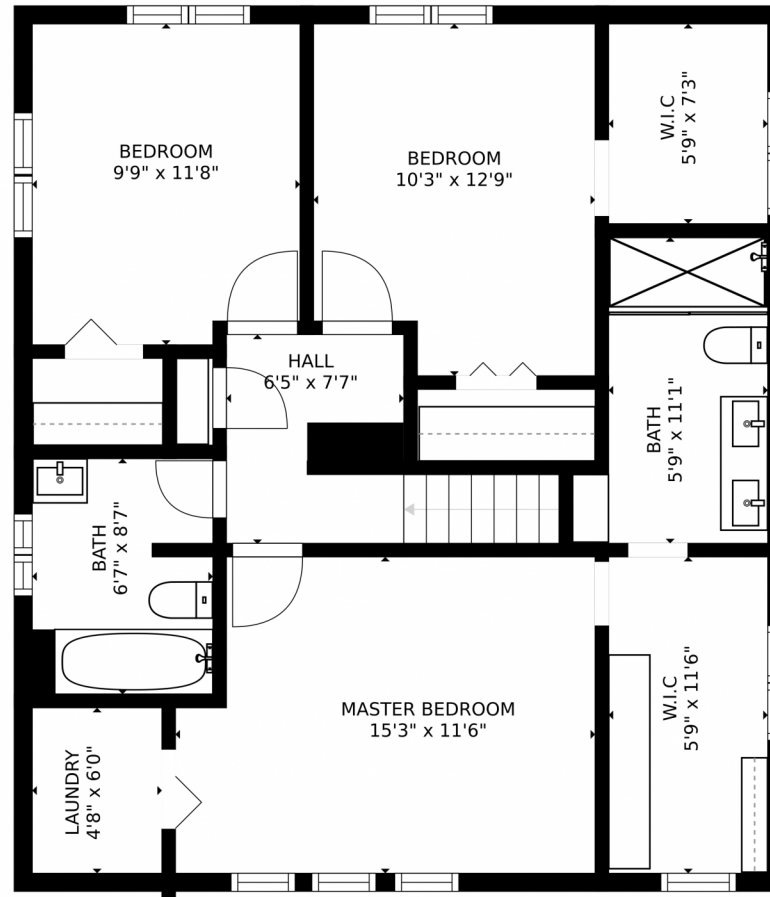 BEDROOM
9'9" x 11'8"
BEDROOM
10'3" x 12'9"
W.I.C
5'9" x 7'3"
HALL
6'5" x 7'7"
BATH
5'9" x 11'1"
BATH
6'7" x 8'7"
MASTER BEDROOM
15'3" x 11'6"
W.I.C
5'9" x 11'6"
LAUNDRY
4'8" x 6'0"